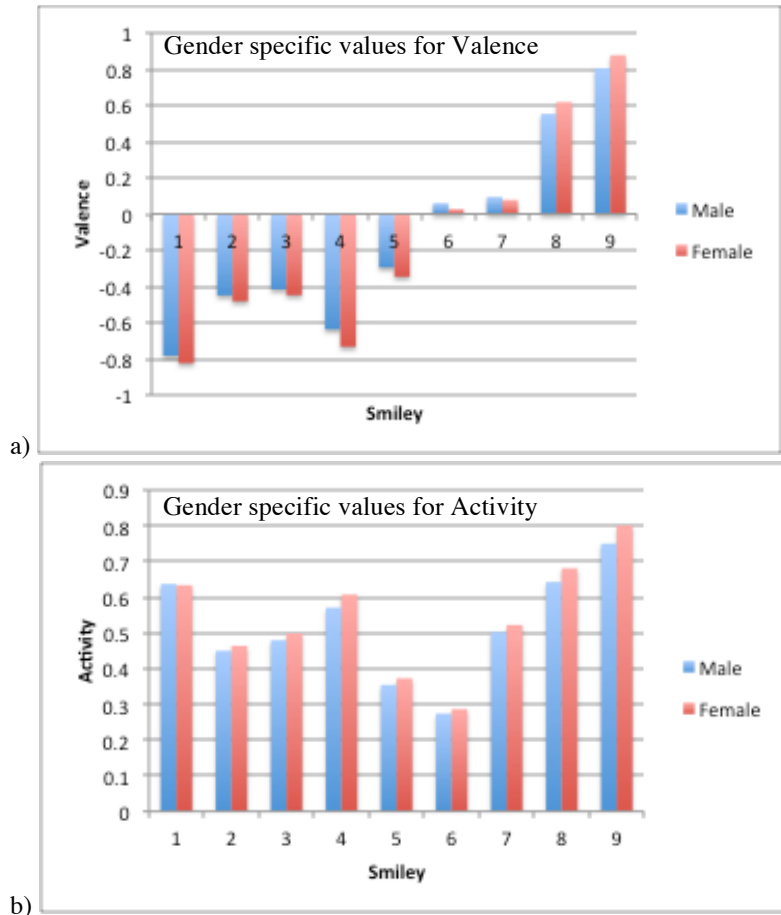 Gender specific values for Valence
1
0.8
0.6
0.4
0.2
0
-0.2
-0.4
-0.6
-0.8
-1
Valence
1 2 3 4 5 6 7 8 9
Smiley
Male
Female
a)
Gender specific values for Activity
0.9
0.8
0.7
0.6
0.5
0.4
0.3
0.2
0.1
0
Activity
1 2 3 4 5 6 7 8 9
Smiley
Male
Female
b)